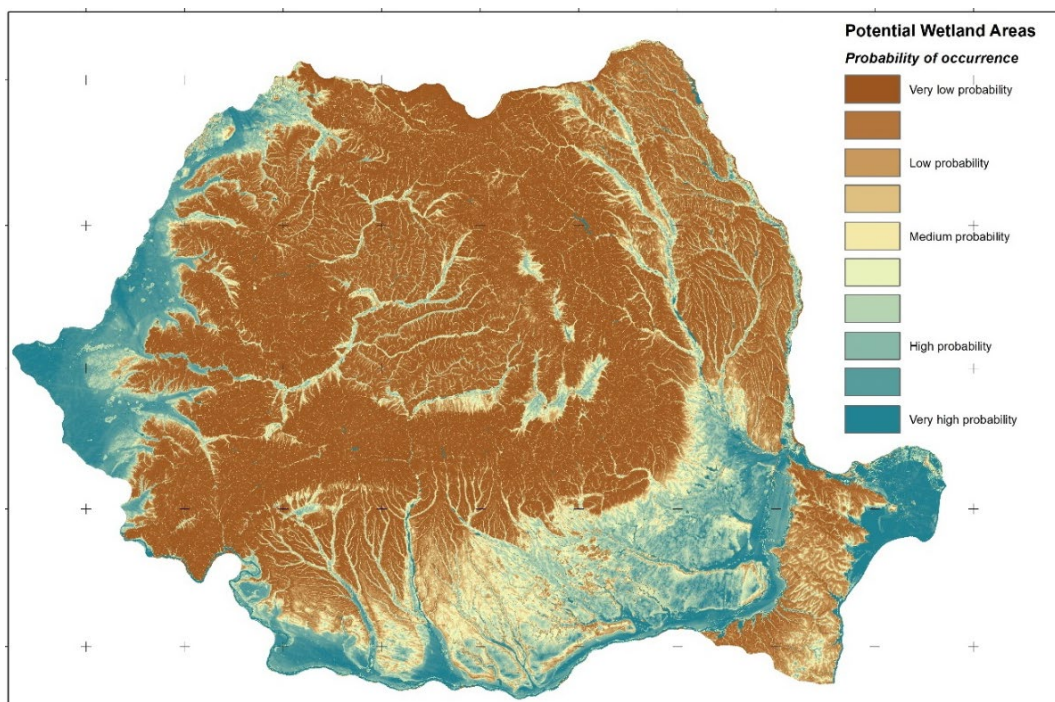 Potential Wetland Areas
Probability of occurrence
Very low probability
Low probability
Medium probability
High probability
Very high probability